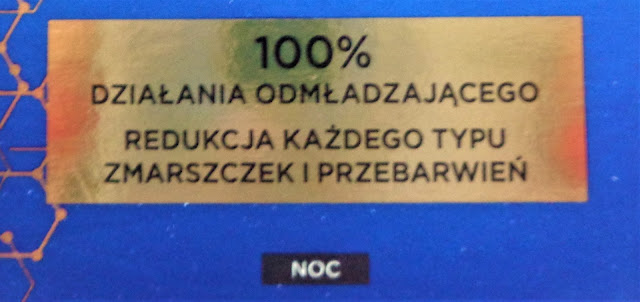 100%
DZIAŁANIA ODMŁADZAJĄCEGO
REDUKCJA KAŻDEGO TYPU
ZMARSZCZEK I PRZEBARWIEŃ
NOC